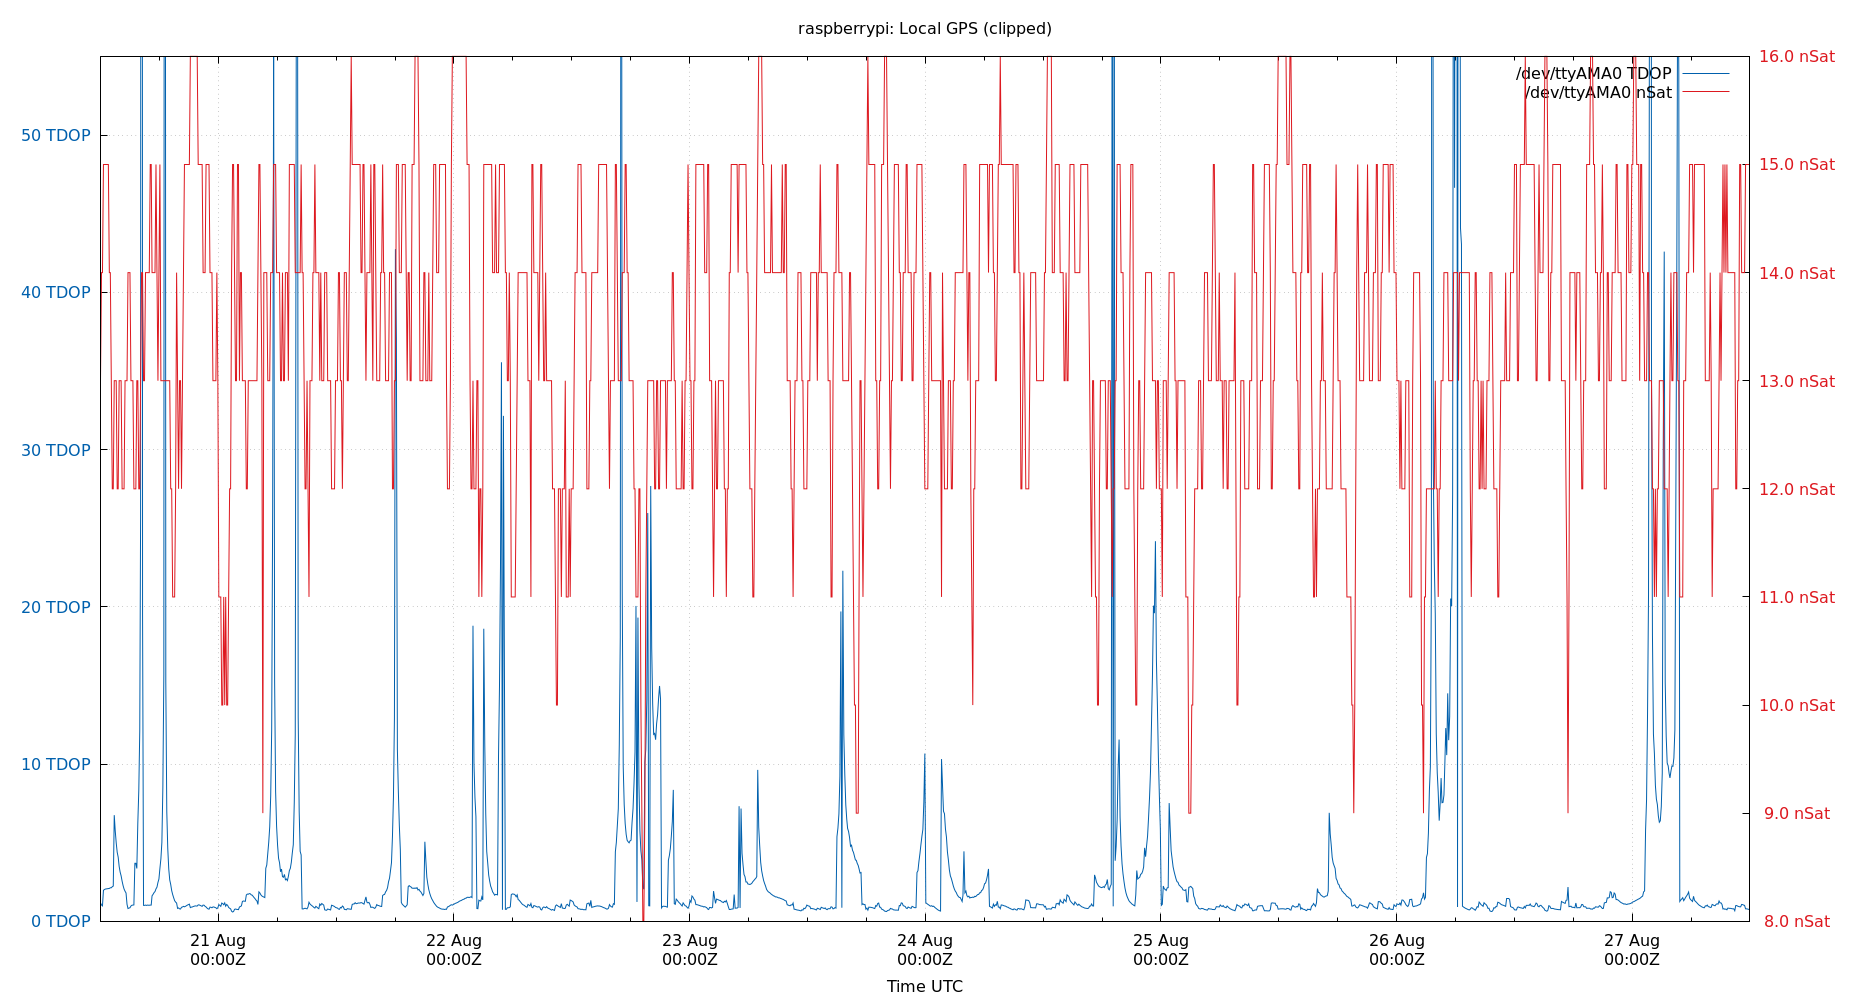 raspberrypi: Local GPS (clipped)
/dev/ttyAMA0 TDOP
/dev/ttyAMA0 nSat
50 TDOP
40 TDOP
30 TDOP
20 TDOP
10 TDOP
0 TDOP
16.0 nSat
15.0 nSat
14.0 nSat
13.0 nSat
12.0 nSat
11.0 nSat
10.0 nSat
9.0 nSat
8.0 nSat
21 Aug
00:00Z
22 Aug
00:00Z
23 Aug
00:00Z
24 Aug
00:00Z
25 Aug
00:00Z
26 Aug
00:00Z
27 Aug
00:00Z
Time UTC